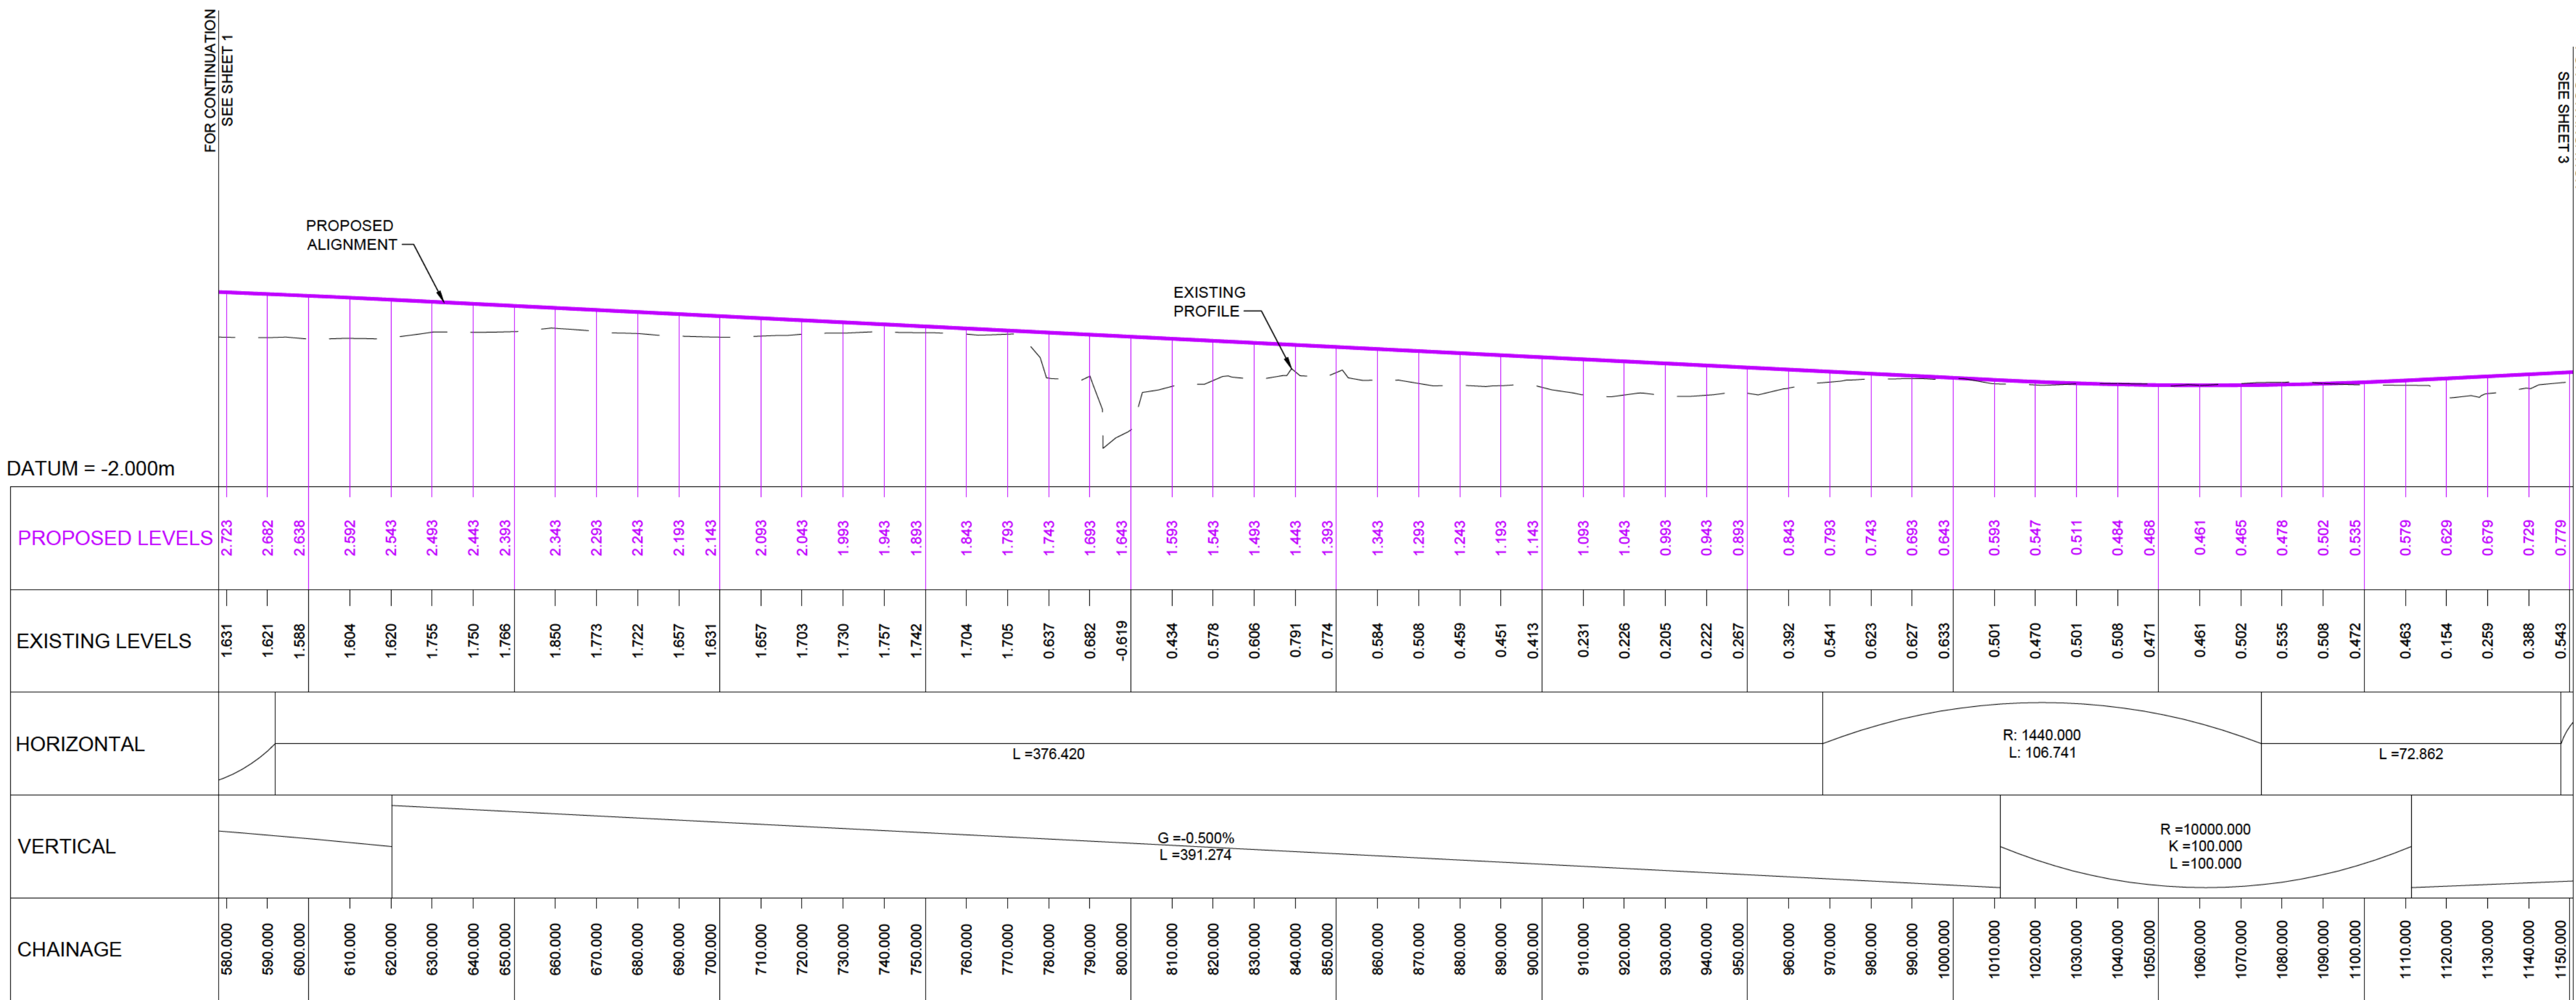 FOR CONTINUATION
SEE SHEET 1
SEE SHEET 3
PROPOSED
ALIGNMENT
EXISTING
PROFILE
DATUM = -2.000m
PROPOSED LEVELS 2.723 2.682 2.638 2.592 2.543 2.493 2.443 2.393 2.343 2.293 2.243 2.193 2.143 2.093 2.043 1.993 1.943 1.893 1.843 1.793 1.743 1.693 1.643 1.593 1.543 1.493 1.443 1.393 1.343 1.293 1.243 1.193 1.143 1.093 1.043 0.993 0.943 0.893 0.843 0.793 0.743 0.693 0.643 0.593 0.547 0.511 0.484 0.468 0.461 0.465 0.478 0.502 0.535 0.579 0.629 0.679 0.729 0.779
EXISTING LEVELS 1.631 1.621 1.588 1.604 1.620 1.755 1.750 1.766 1.850 1.773 1.722 1.657 1.631 1.657 1.703 1.730 1.757 1.742 1.704 1.705 0.637 0.682 -0.619 0.434 0.578 0.606 0.791 0.774 0.584 0.508 0.459 0.451 0.413 0.231 0.226 0.205 0.222 0.267 0.392 0.541 0.623 0.627 0.633 0.501 0.470 0.501 0.508 0.471 0.461 0.502 0.535 0.508 0.472 0.463 0.154 0.259 0.388 0.543
HORIZONTAL
L =376.420
R: 1440.000
L: 106.741
L =72.862
VERTICAL
G =-0.500%
L =391.274
R =10000.000
K =100.000
L =100.000
CHAINAGE 580.000 590.000 600.000 610.000 620.000 630.000 640.000 650.000 660.000 670.000 680.000 690.000 700.000 710.000 720.000 730.000 740.000 750.000 760.000 770.000 780.000 790.000 800.000 810.000 820.000 830.000 840.000 850.000 860.000 870.000 880.000 890.000 900.000 910.000 920.000 930.000 940.000 950.000 960.000 970.000 980.000 990.000 1000.000 1010.000 1020.000 1030.000 1040.000 1050.000 1060.000 1070.000 1080.000 1090.000 1100.000 1110.000 1120.000 1130.000 1140.000 1150.000